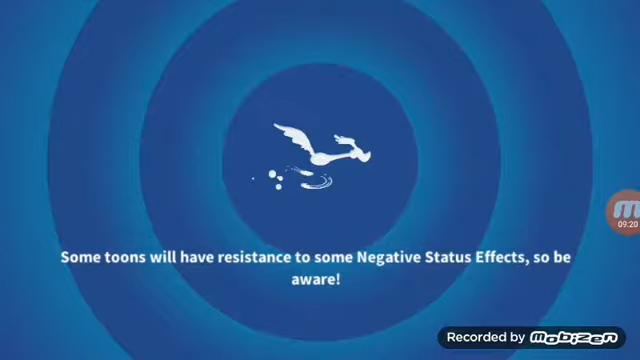 09:20
Some toons will have resistance to some Negative Status Effects, so be
aware!
Recorded by mobizen